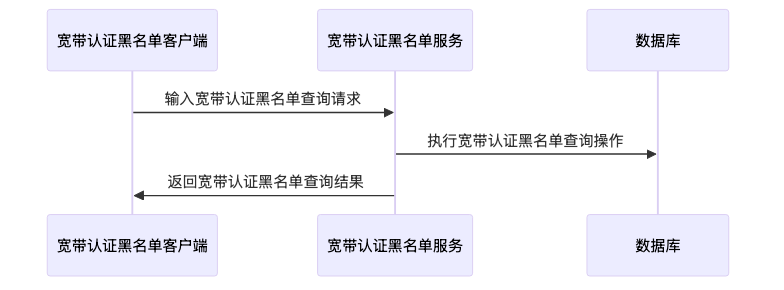 宽带认证黑名单客户端
宽带认证黑名单服务
数据库
输入宽带认证黑名单查询请求
执行宽带认证黑名单查询操作
返回宽带认证黑名单查询结果
宽带认证黑名单客户端
宽带认证黑名单服务
数据库